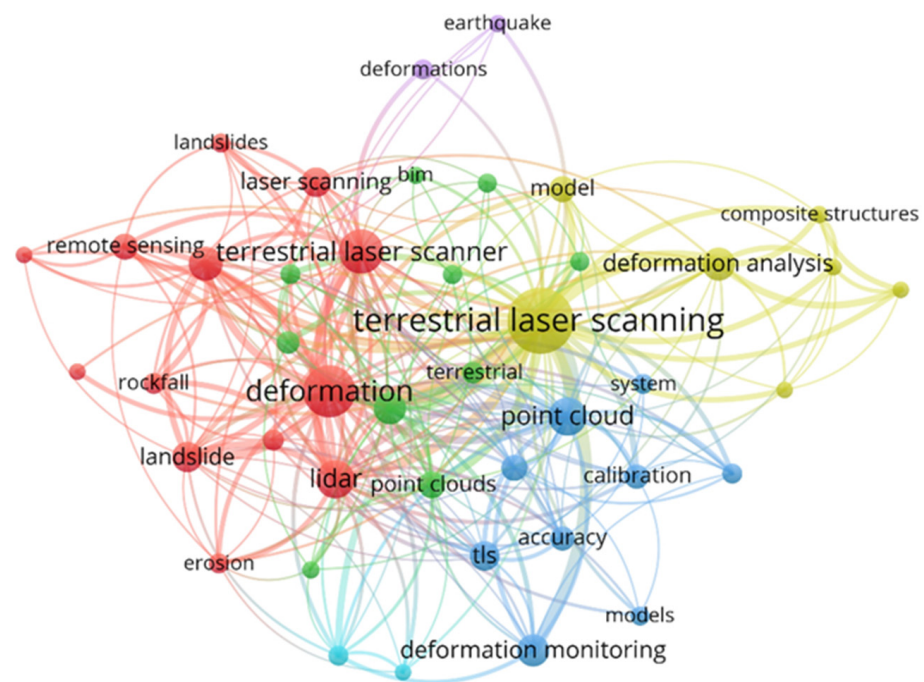 earthquake
deformations
landslides
laser scanning
bim
model
composite structures
remote sensing
terrestrial laser scanner
deformation analysis
terrestrial laser scanning
terrestrial
system
rockfall
deformation
point cloud
landslide
lidar
point clouds
calibration
accuracy
tls
erosion
models
deformation monitoring